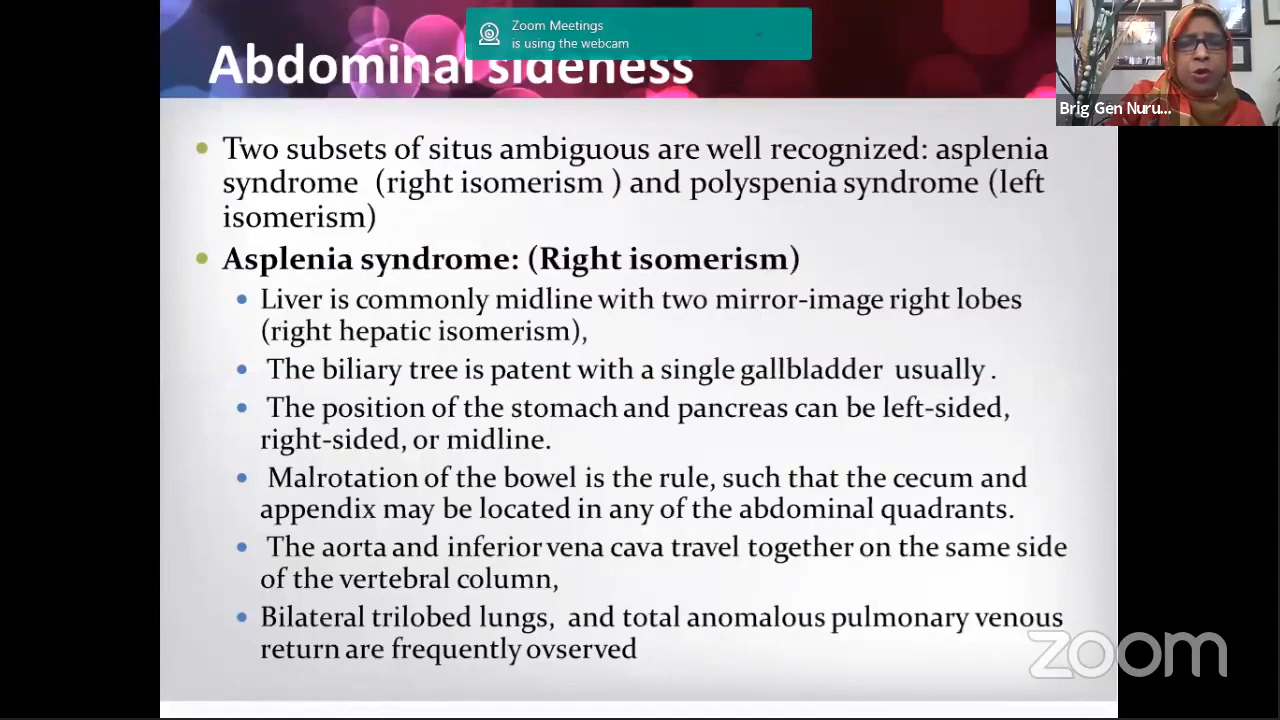 Zoom Meetings
is using the webcam
Abdominal sideness
Brig Gen Nuru...
Two subsets of situs ambiguous are well recognized: asplenia
syndrome (right isomerism ) and polyspenia syndrome (left
isomerism)
Asplenia syndrome: (Right isomerism)
Liver is commonly midline with two mirror-image right lobes
(right hepatic isomerism),
The biliary tree is patent with a single gallbladder usually .
The position of the stomach and pancreas can be left-sided,
right-sided, or midline.
Malrotation of the bowel is the rule, such that the cecum and
appendix may be located in any of the abdominal quadrants.
The aorta and inferior vena cava travel together on the same side
of the vertebral column,
Bilateral trilobed lungs, and total anomalous pulmonary venous
return are frequently ovserved
zoom